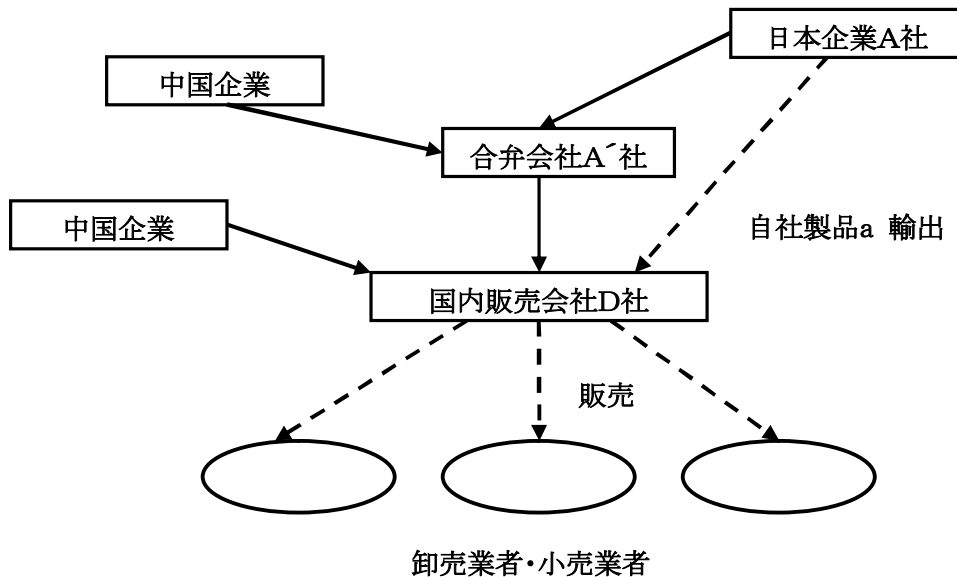 日本企業A社
中国企業
合弁会社A´社
中国企業
自社製品a 輸出
国内販売会社D社
販売
卸売業者・小売業者